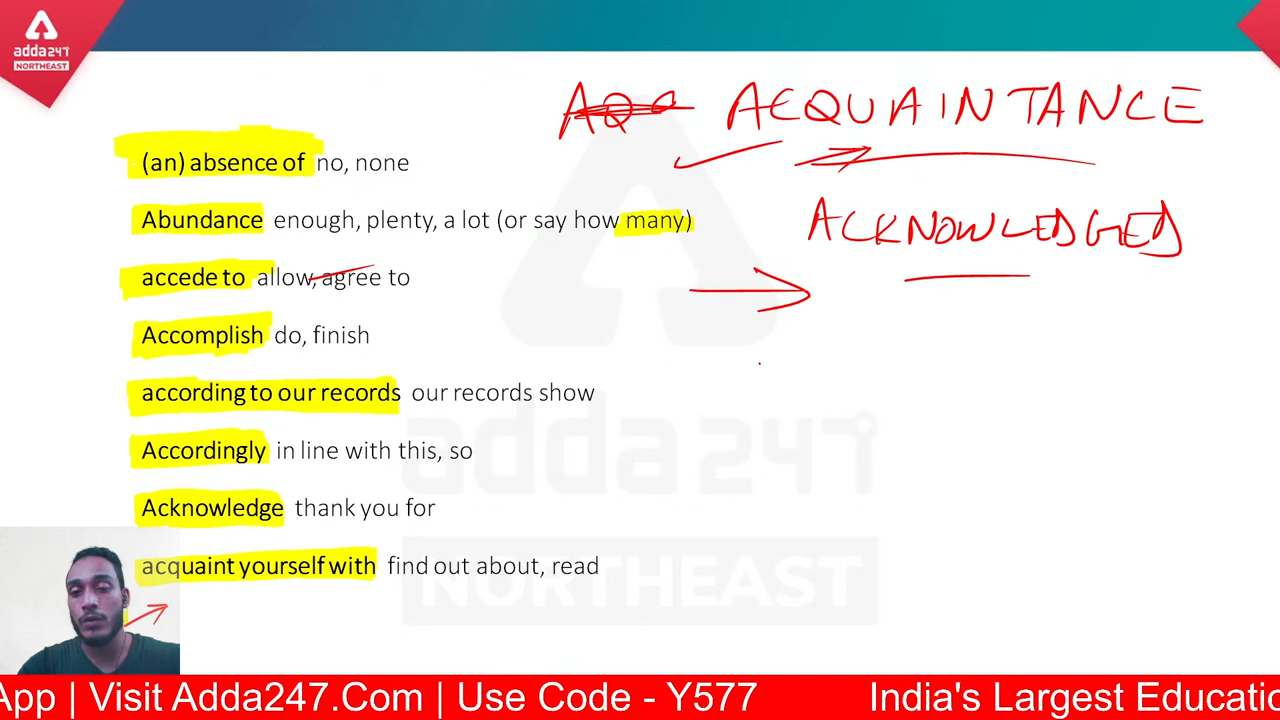 adda247
NORTHEAST
ACQUAINTANCE
(an) absence of no, none
Abundance enough, plenty, a lot (or say how many)
ACKNOWLEDGED
accede to allow, agree to
Accomplish do, finish
according to our records our records show
Accordingly in line with this, so
adda247
Acknowledge thank you for
acquaint yourself with find out about, read
NORTHEAST
App | Visit Adda247.Com | Use Code - Y577 India's Largest Educatio